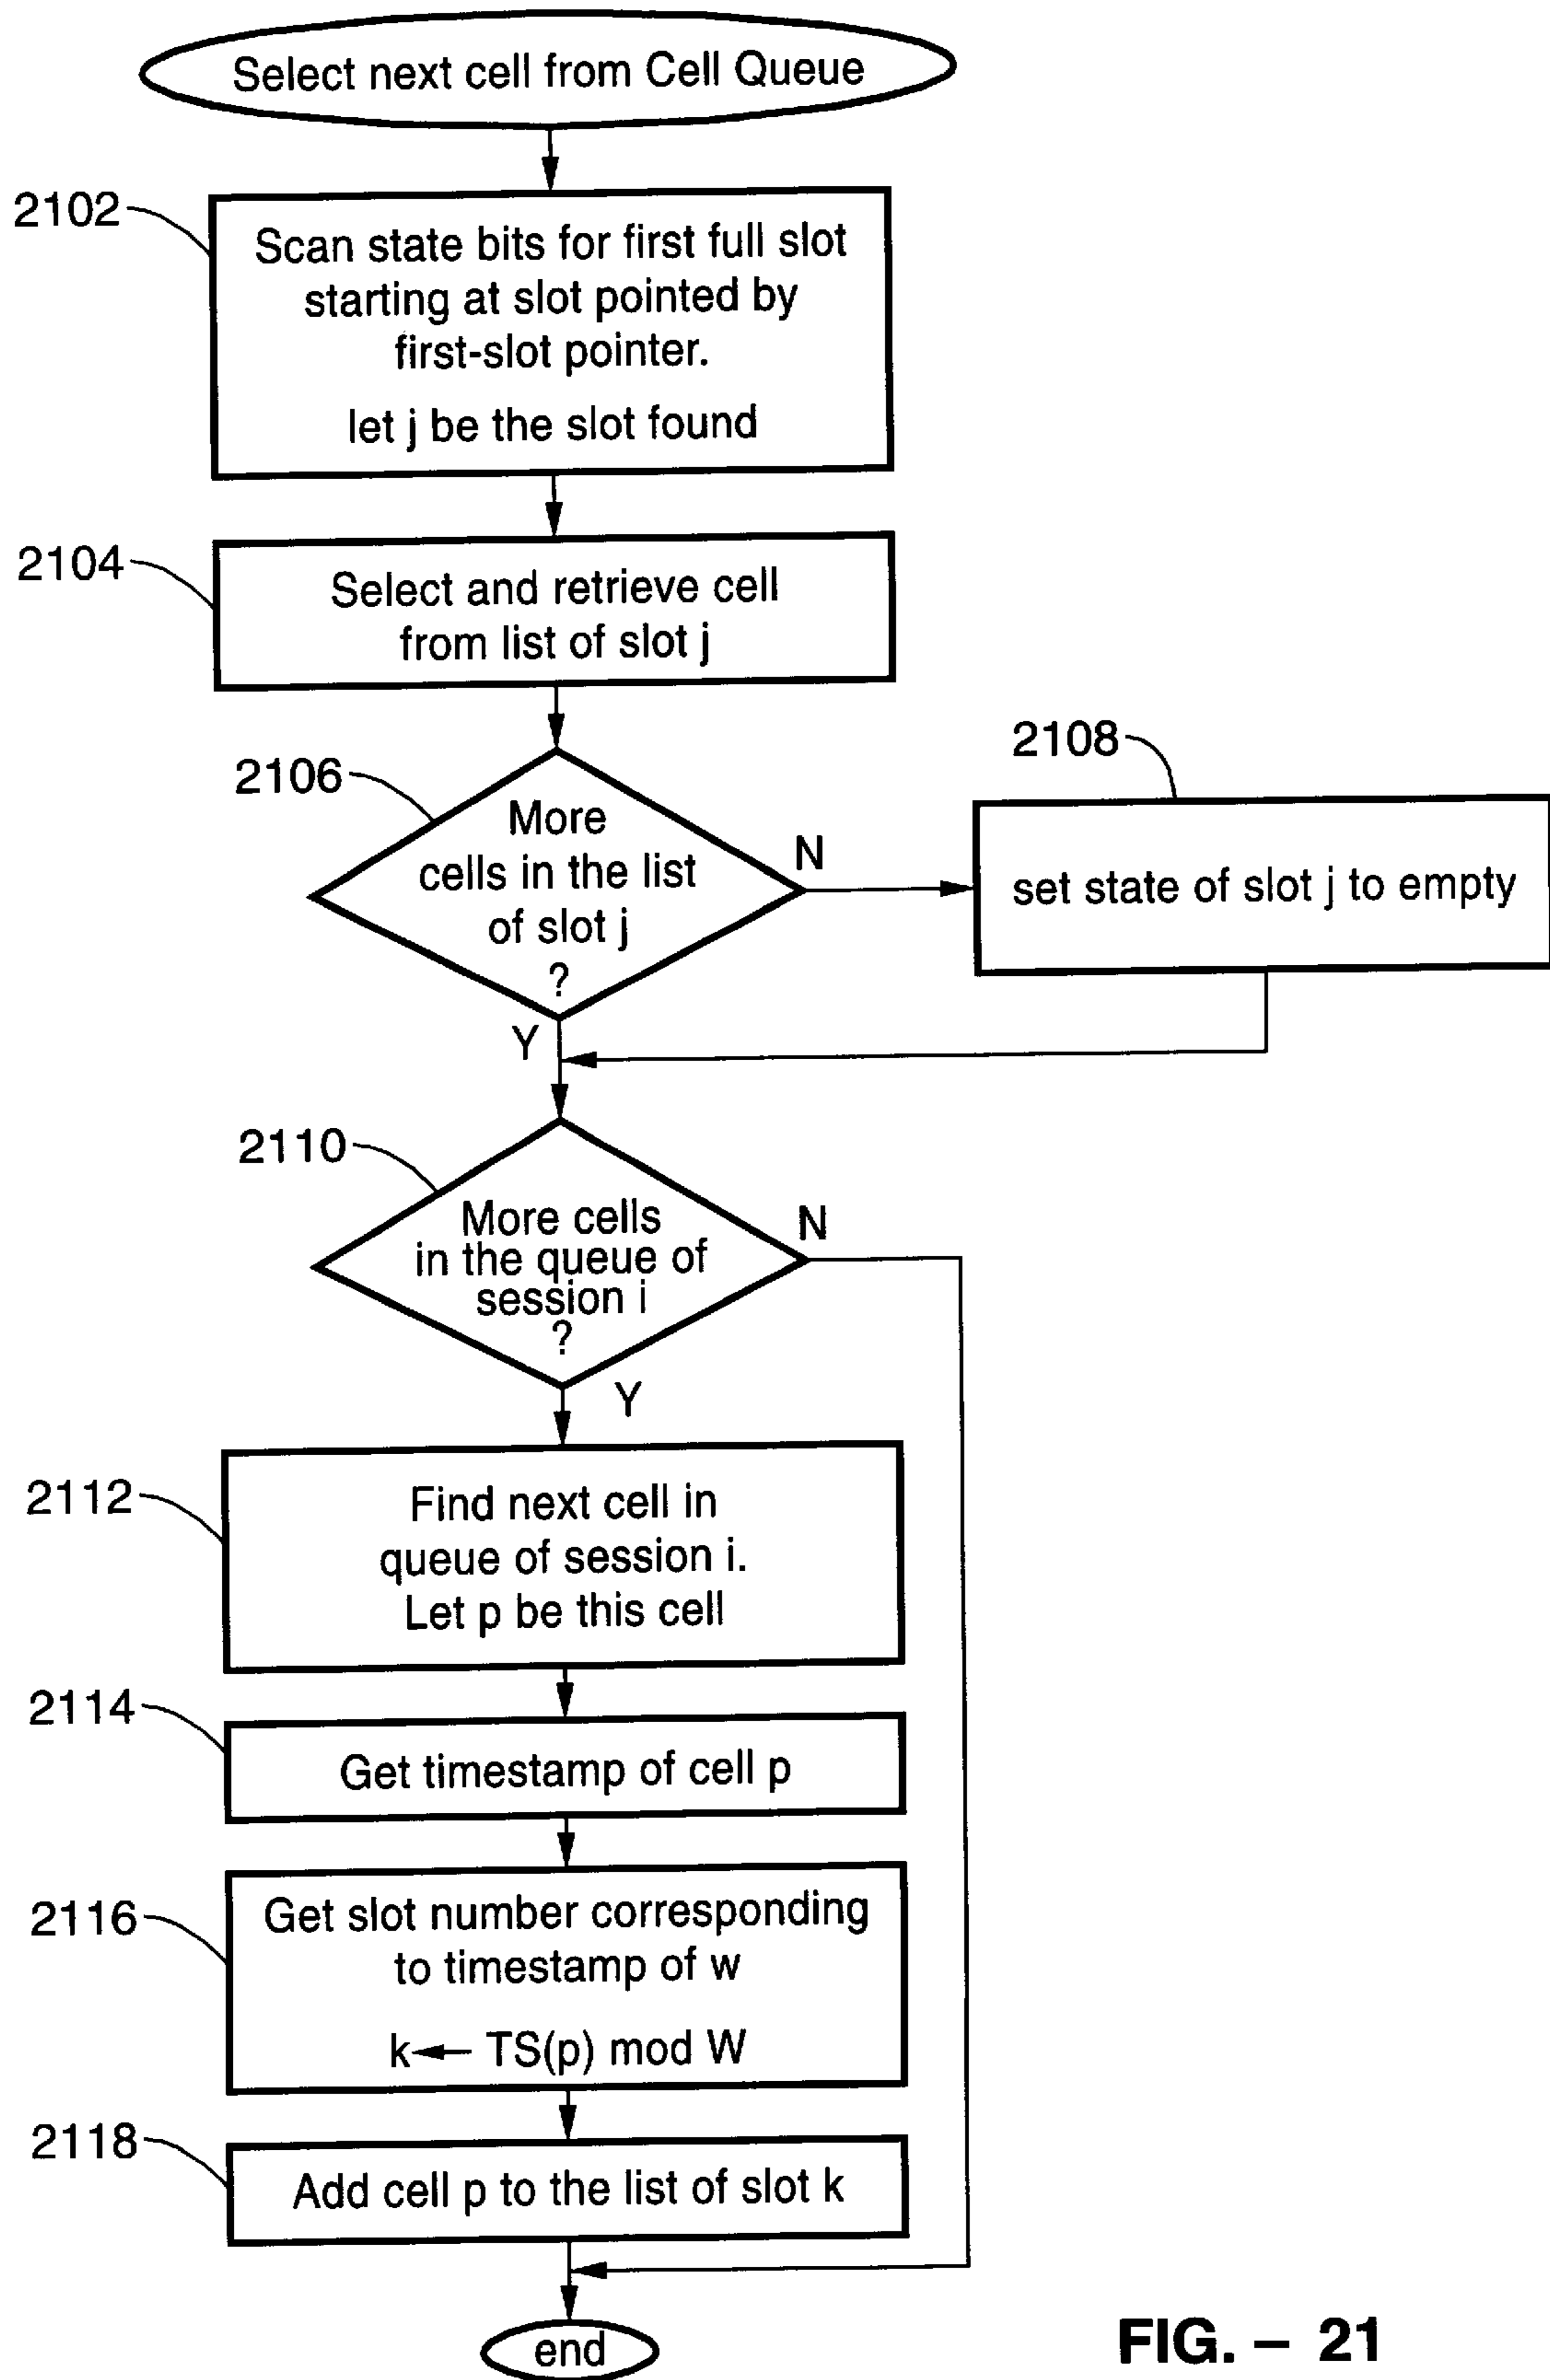 Select next cell from Cell Queue
2102
Scan state bits for first full slot
starting at slot pointed by
first-slot pointer.
let j be the slot found
2104
Select and retrieve cell
from list of slot j
2106
More
cells in the list
of slot j
?
N
Y
2108
set state of slot j to empty
2110
More cells
in the queue of
session i
?
N
Y
2112
Find next cell in
queue of session i.
Let p be this cell
2114
Get timestamp of cell p
2116
Get slot number corresponding
to timestamp of w
k← TS(p) mod W
2118
Add cell p to the list of slot k
end
FIG. – 21